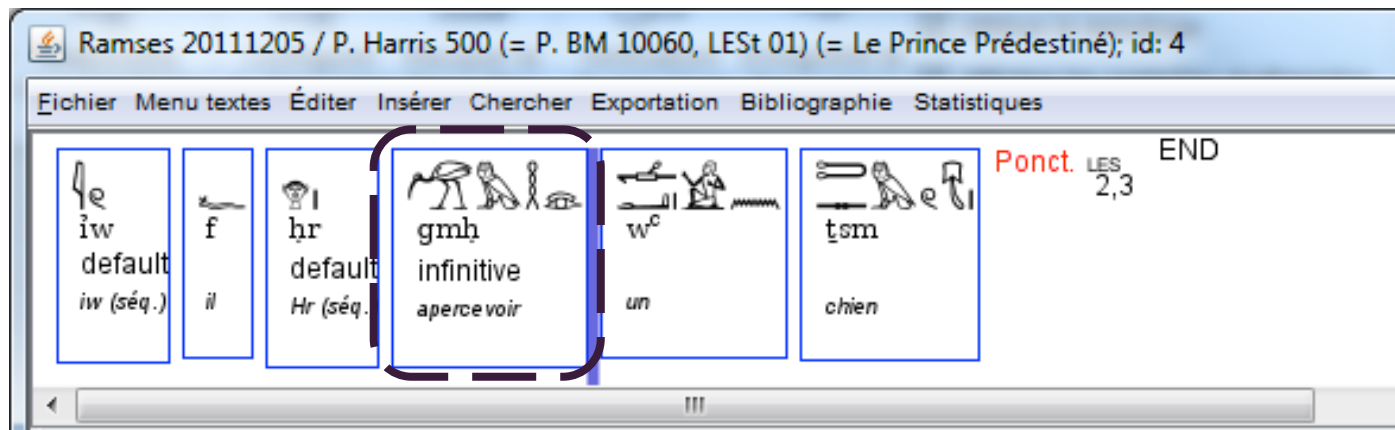 Ramses 20111205 / P. Harris 500 (= P. BM 10060, LESt 01) (= Le Prince Prédestiné); id: 4
Fichier Menu textes Éditer Insérer Chercher Exportation Bibliographie Statistiques
𓇋𓏲 𓆑 𓁷𓏤
Ponct. LES 2,3 END
ı͗w f ḥr gmḥ wꜥ ṯsm
default default infinitive
iw (séq.) il Hr (séq. apercevoir un chien